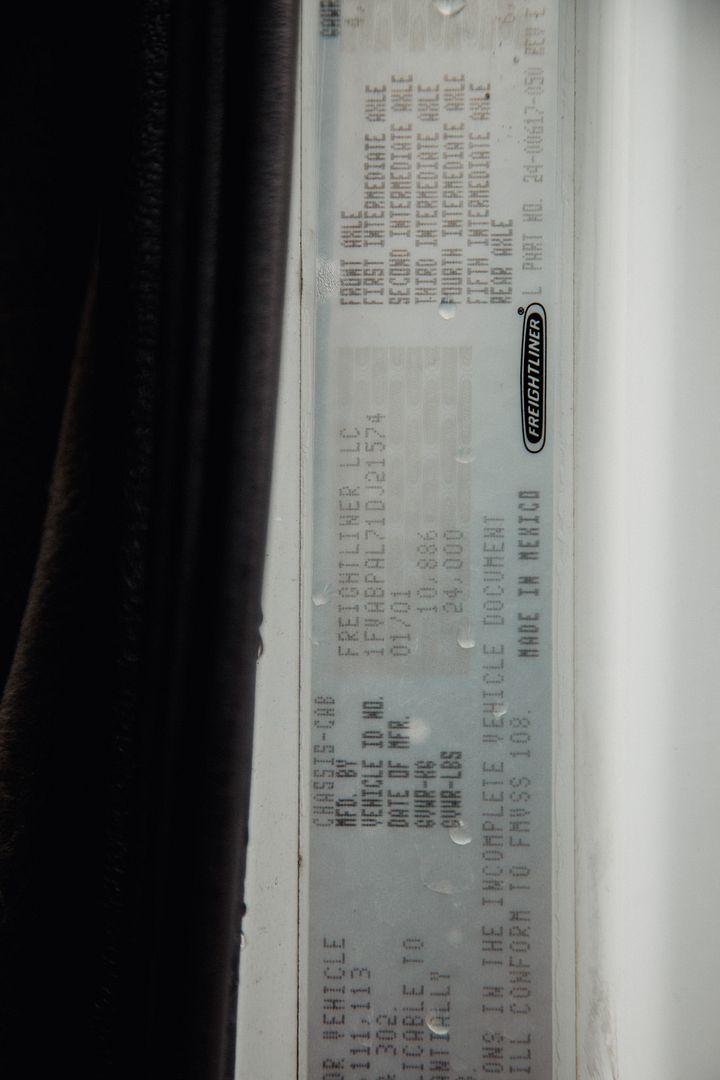 GAWR
FRONT AXLE
FIRST INTERMEDIATE AXLE
SECOND INTERMEDIATE AXLE
THIRD INTERMEDIATE AXLE
FOURTH INTERMEDIATE AXLE
FIFTH INTERMEDIATE AXLE
REAR AXLE
L PART NO. 24-00617-050 REV E
CHASSIS-CAB
MFD. BY FREIGHTLINER LLC
VEHICLE ID NO. 1FVABPAL71DJ21574
DATE OF MFR. 01/01
GVWR-KG 10,886
GVWR-LBS 24,000
FREIGHTLINER®
MADE IN MEXICO
OR VEHICLE
111,113
302.
LICABLE TO
NTIALLY
ONS IN THE INCOMPLETE VEHICLE DOCUMENT
ILL CONFORM TO FMVSS 108.